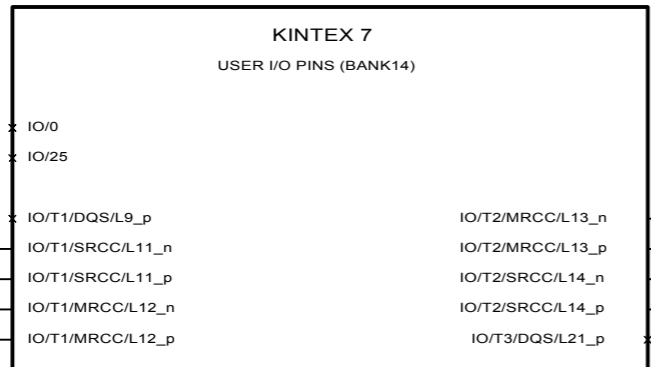 KINTEX 7
USER I/O PINS (BANK14)
IO/0
IO/25
IO/T1/DQS/L9_p
IO/T1/SRCC/L11_n
IO/T1/SRCC/L11_p
IO/T1/MRCC/L12_n
IO/T1/MRCC/L12_p
IO/T2/MRCC/L13_n
IO/T2/MRCC/L13_p
IO/T2/SRCC/L14_n
IO/T2/SRCC/L14_p
IO/T3/DQS/L21_p